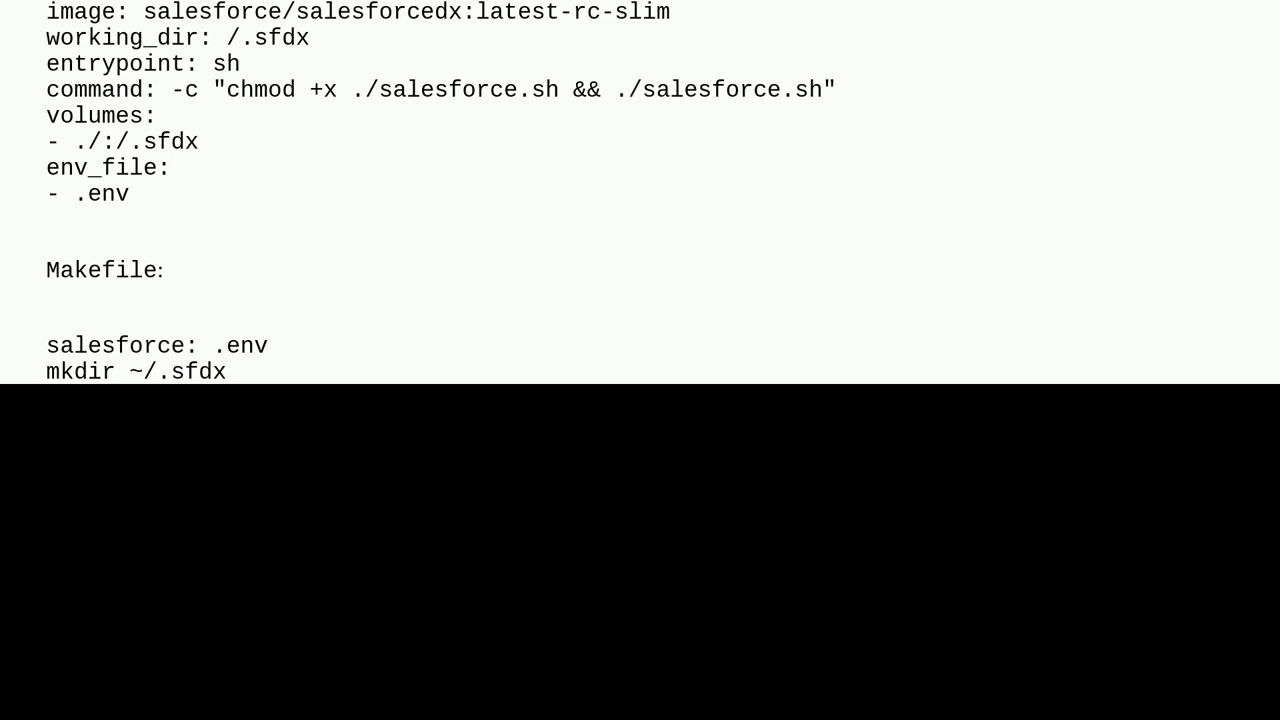 image: salesforce/salesforcedx:latest-rc-slim
working_dir: /.sfdx
entrypoint: sh
command: -c "chmod +x ./salesforce.sh && ./salesforce.sh"
volumes:
- ./:/.sfdx
env_file:
- .env
Makefile:
salesforce: .env
mkdir ~/.sfdx